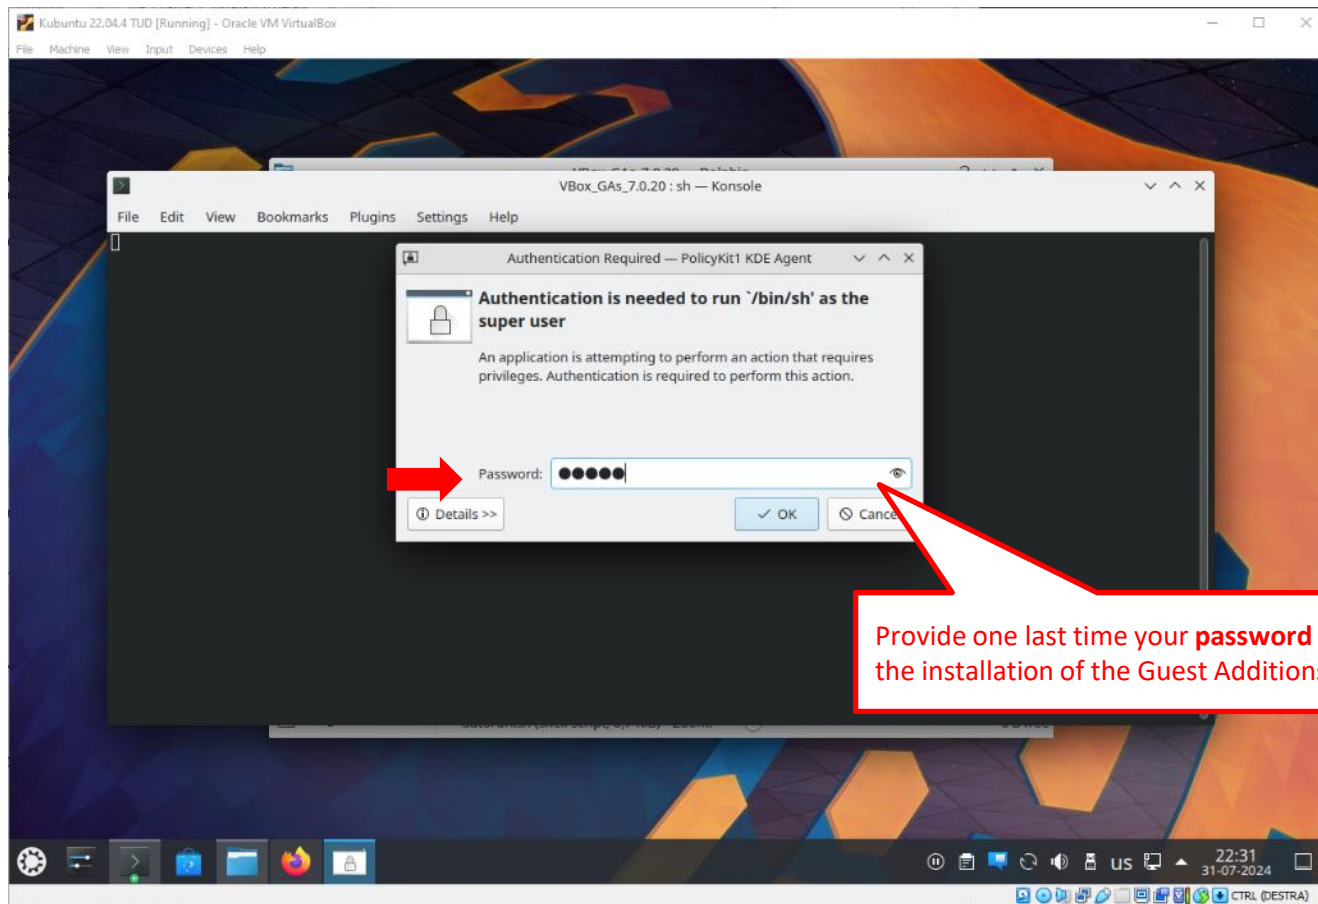 Kubuntu 22.04.4 TUD [Running] - Oracle VM VirtualBox
File Machine View Input Devices Help
VBox_GAs_7.0.20 : sh — Konsole
File Edit View Bookmarks Plugins Settings Help
Authentication Required — PolicyKit1 KDE Agent
Authentication is needed to run `/bin/sh' as the
super user
An application is attempting to perform an action that requires
privileges. Authentication is required to perform this action.
Password:
Details >>
OK
Cancel
Provide one last time your password
the installation of the Guest Additions
us
22:31
31-07-2024
CTRL (DESTRA)